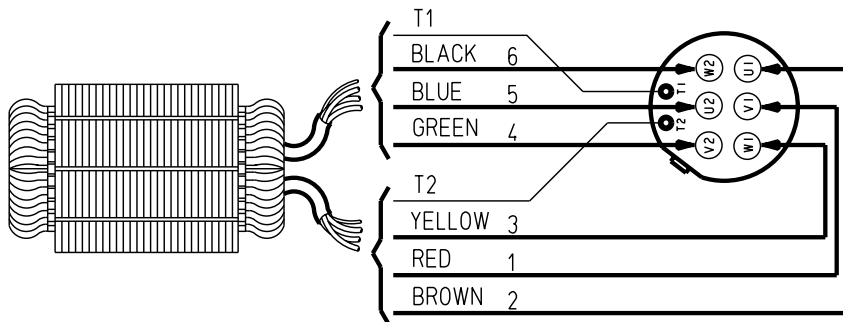 T1
BLACK 6
BLUE 5
GREEN 4
T2
YELLOW 3
RED 1
BROWN 2
W2 U1
T1
U2 V1
T2
V2 W1